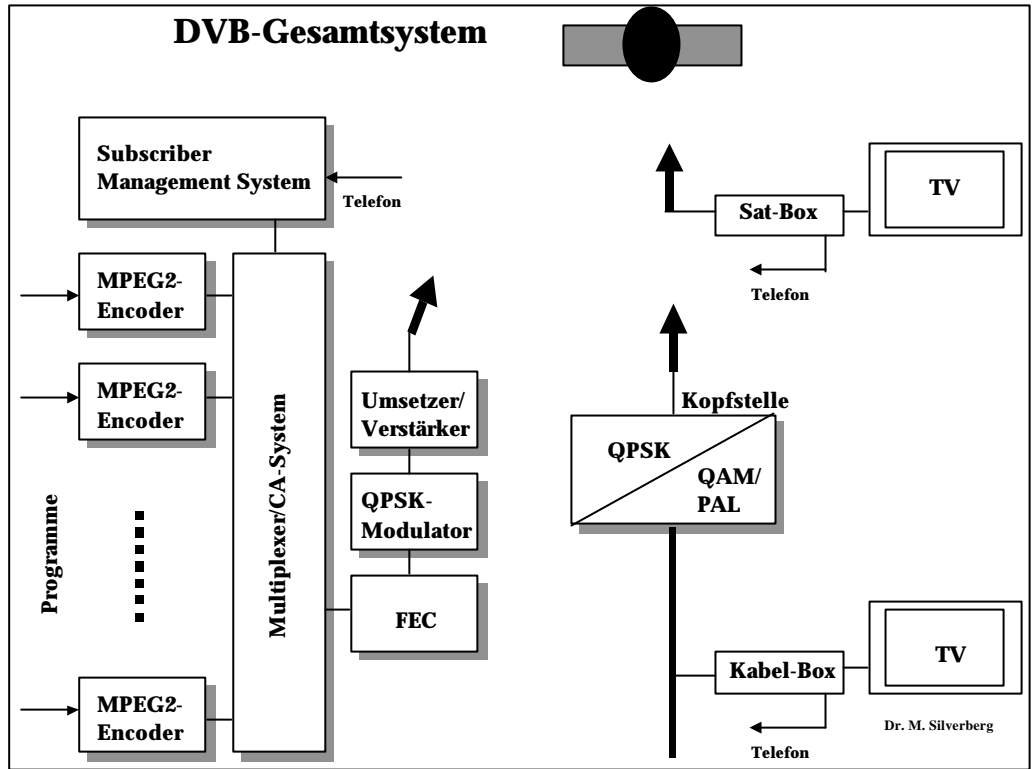 DVB-Gesamtsystem
Subscriber
Management System
Telefon
MPEG2-
Encoder
MPEG2-
Encoder
Programme
MPEG2-
Encoder
Multiplexer/CA-System
Umsetzer/
Verstärker
QPSK-
Modulator
FEC
Sat-Box
TV
Telefon
Kopfstelle
QPSK
QAM/
PAL
Kabel-Box
TV
Telefon
Dr. M. Silverberg